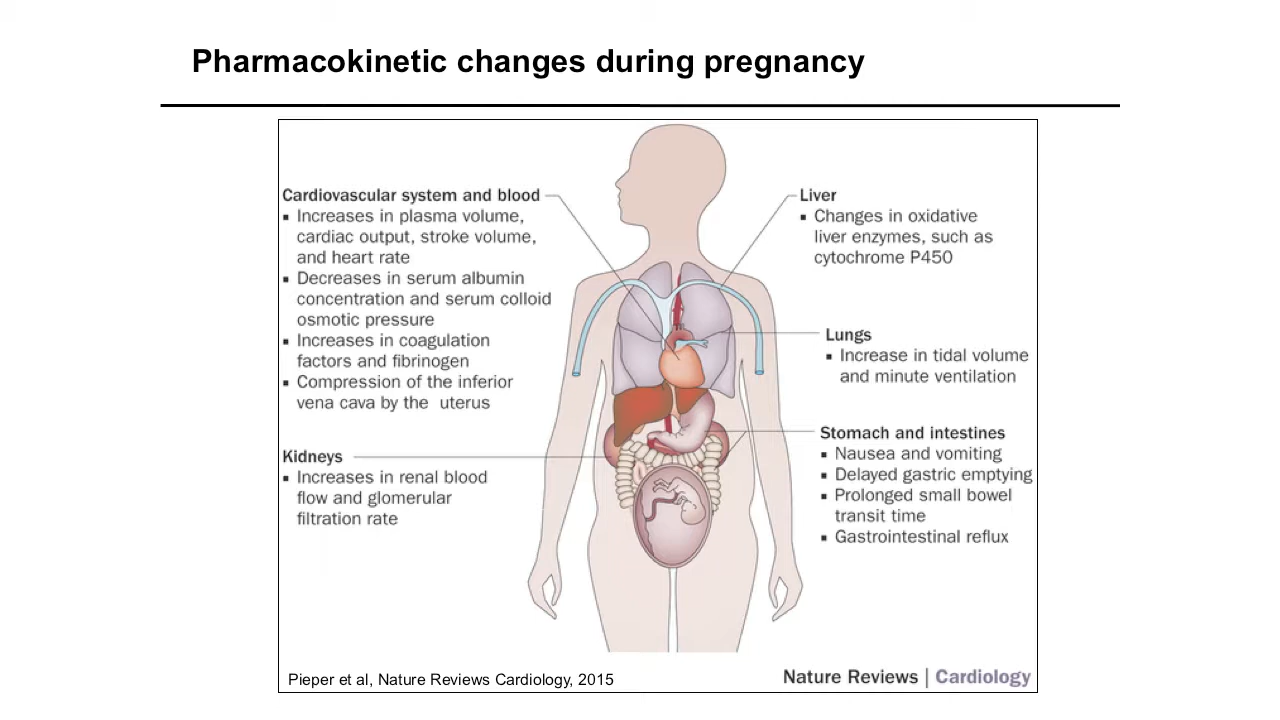 Pharmacokinetic changes during pregnancy
Cardiovascular system and blood
▪ Increases in plasma volume,
cardiac output, stroke volume,
and heart rate
▪ Decreases in serum albumin
concentration and serum colloid
osmotic pressure
▪ Increases in coagulation
factors and fibrinogen
▪ Compression of the inferior
vena cava by the uterus
Kidneys
▪ Increases in renal blood
flow and glomerular
filtration rate
Liver
▪ Changes in oxidative
liver enzymes, such as
cytochrome P450
Lungs
▪ Increase in tidal volume
and minute ventilation
Stomach and intestines
▪ Nausea and vomiting
▪ Delayed gastric emptying
▪ Prolonged small bowel
transit time
▪ Gastrointestinal reflux
Pieper et al, Nature Reviews Cardiology, 2015
Nature Reviews | Cardiology